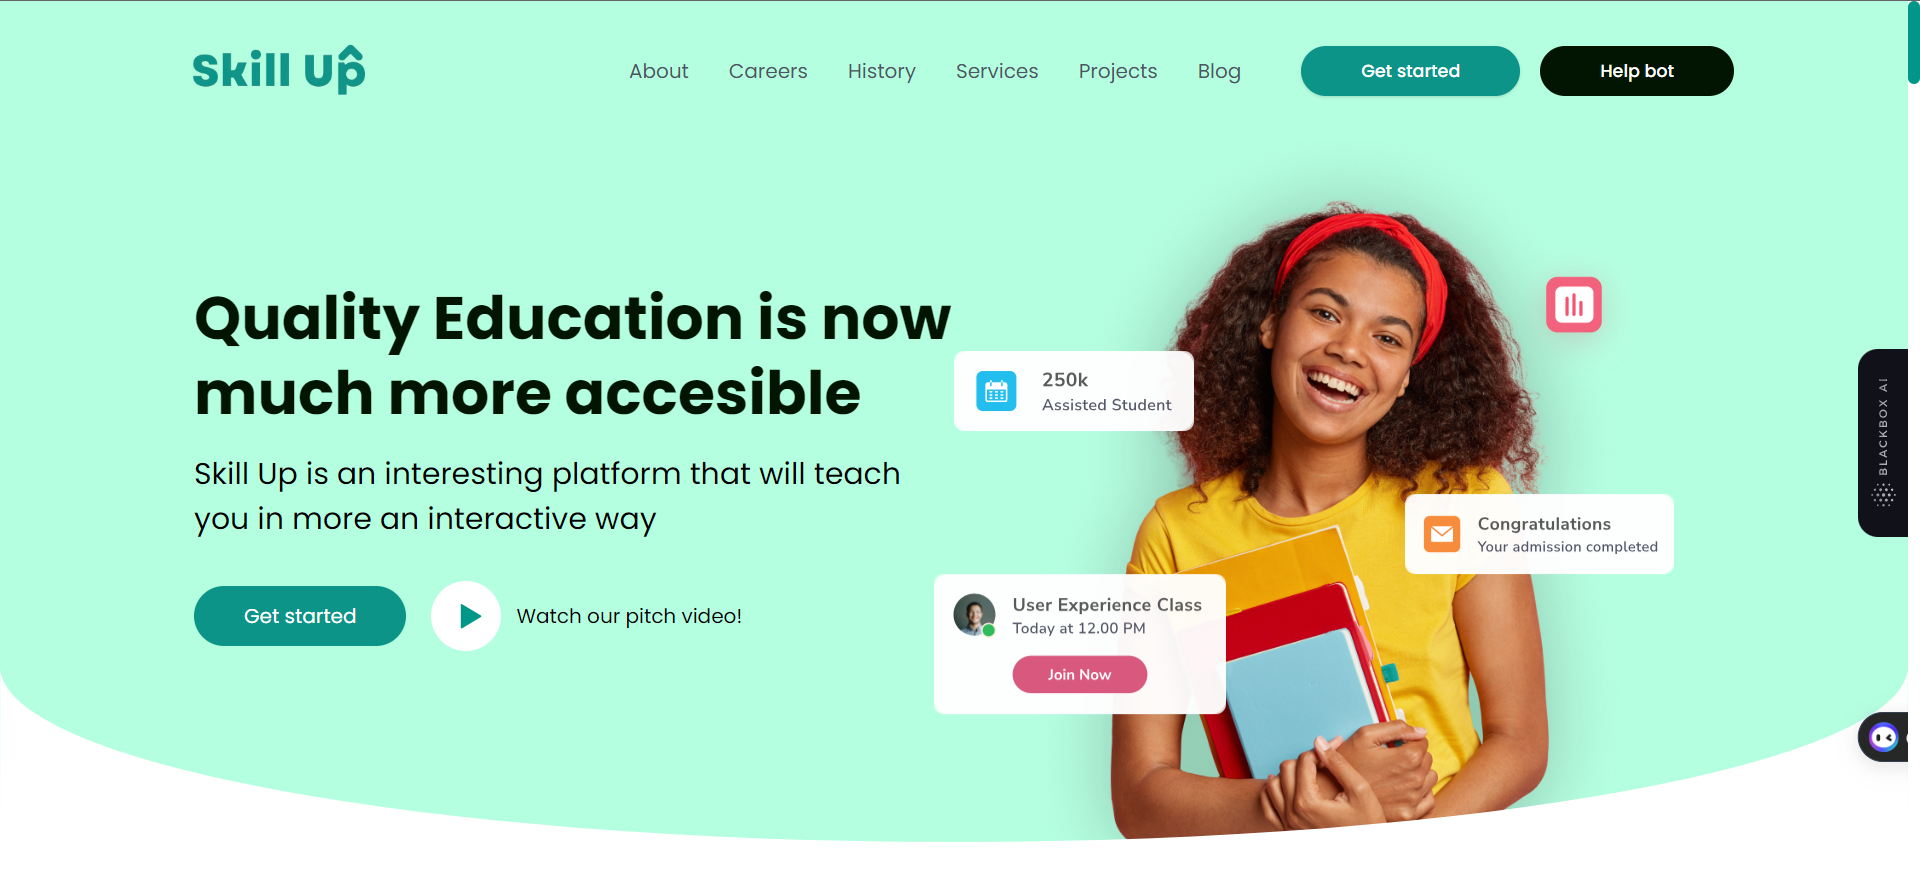 Skill Up
About
Careers
History
Services
Projects
Blog
Get started
Help bot
Quality Education is now
much more accesible
Skill Up is an interesting platform that will teach
you in more an interactive way
Get started
Watch our pitch video!
250k
Assisted Student
Congratulations
Your admission completed
User Experience Class
Today at 12.00 PM
Join Now
BLACKBOX AI